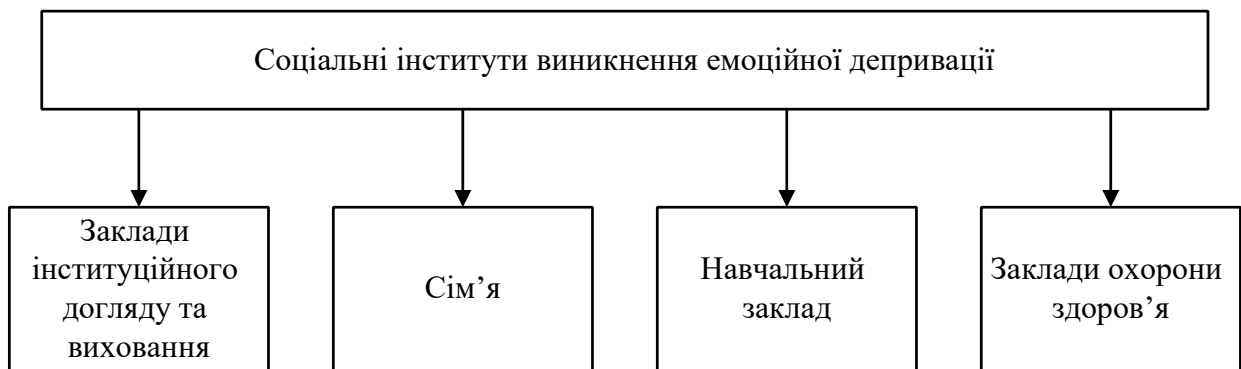 Соціальні інститути виникнення емоційної депривації
Заклади
інституційного
догляду та
виховання
Сім’я
Навчальний
заклад
Заклади охорони
здоров’я